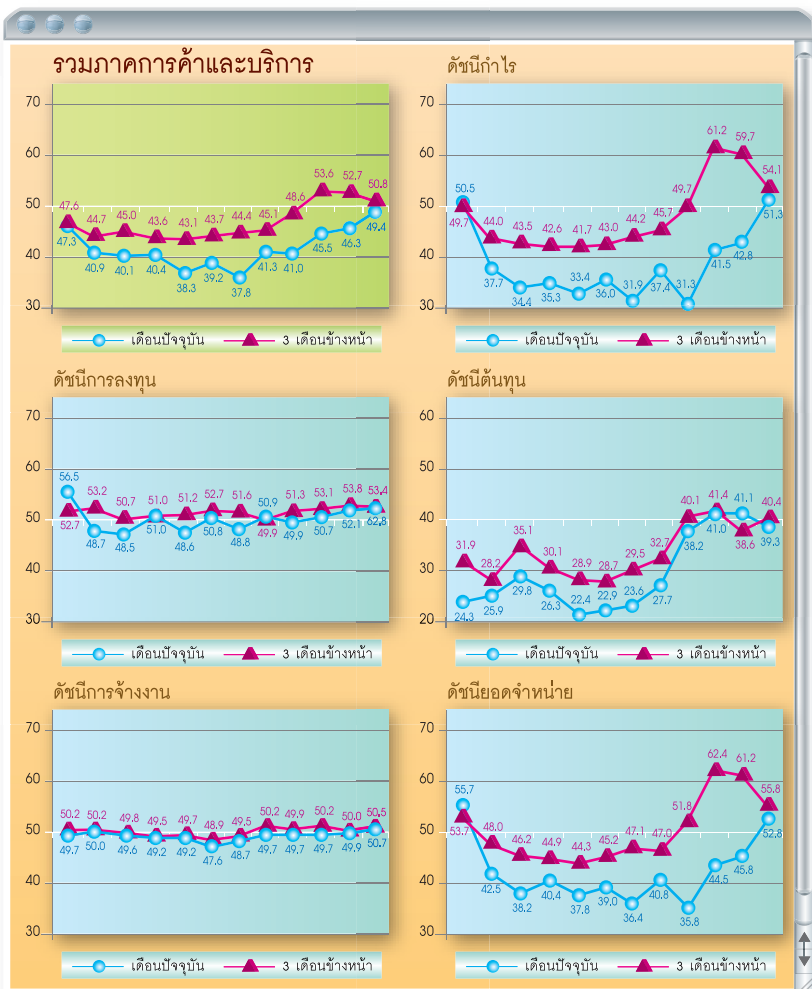 รวมภาคการค้าและบริการ
70
60
50
40
30
47.6 44.7 45.0 43.6 43.1 43.7 44.4 45.1 48.6 53.6 52.7 50.8
47.3 40.9 40.1 40.4 38.3 39.2 37.8 41.3 41.0 45.5 46.3 49.4
เดือนปัจจุบัน 3 เดือนข้างหน้า
ดัชนีกำไร
70
60
50
40
30
49.7 44.0 43.5 42.6 41.7 43.0 44.2 45.7 49.7 61.2 59.7 54.1
50.5 37.7 34.4 35.3 33.4 36.0 31.9 37.4 31.3 41.5 42.8 51.3
เดือนปัจจุบัน 3 เดือนข้างหน้า
ดัชนีการลงทุน
70
60
50
40
30
52.7 53.2 50.7 51.0 51.2 52.7 51.6 49.9 51.3 53.1 53.8 53.4
56.5 48.7 48.5 51.0 48.6 50.8 48.8 50.9 49.9 50.7 52.1 62.8
เดือนปัจจุบัน 3 เดือนข้างหน้า
ดัชนีต้นทุน
60
50
40
30
20
31.9 28.2 35.1 30.1 28.9 28.7 29.5 32.7 40.1 41.4 38.6 40.4
24.3 25.9 29.8 26.3 22.4 22.9 23.6 27.7 38.2 41.0 41.1 39.3
เดือนปัจจุบัน 3 เดือนข้างหน้า
ดัชนีการจ้างงาน
70
60
50
40
30
50.2 50.2 49.8 49.5 49.7 48.9 49.5 50.2 49.9 50.2 50.0 50.5
49.7 50.0 49.6 49.2 49.2 47.6 48.7 49.7 49.7 49.7 49.9 50.7
เดือนปัจจุบัน 3 เดือนข้างหน้า
ดัชนียอดจำหน่าย
70
60
50
40
30
53.7 48.0 46.2 44.9 44.3 45.2 47.1 47.0 51.8 62.4 61.2 55.8
55.7 42.5 38.2 40.4 37.8 39.0 36.4 40.8 35.8 44.5 45.8 52.8
เดือนปัจจุบัน 3 เดือนข้างหน้า